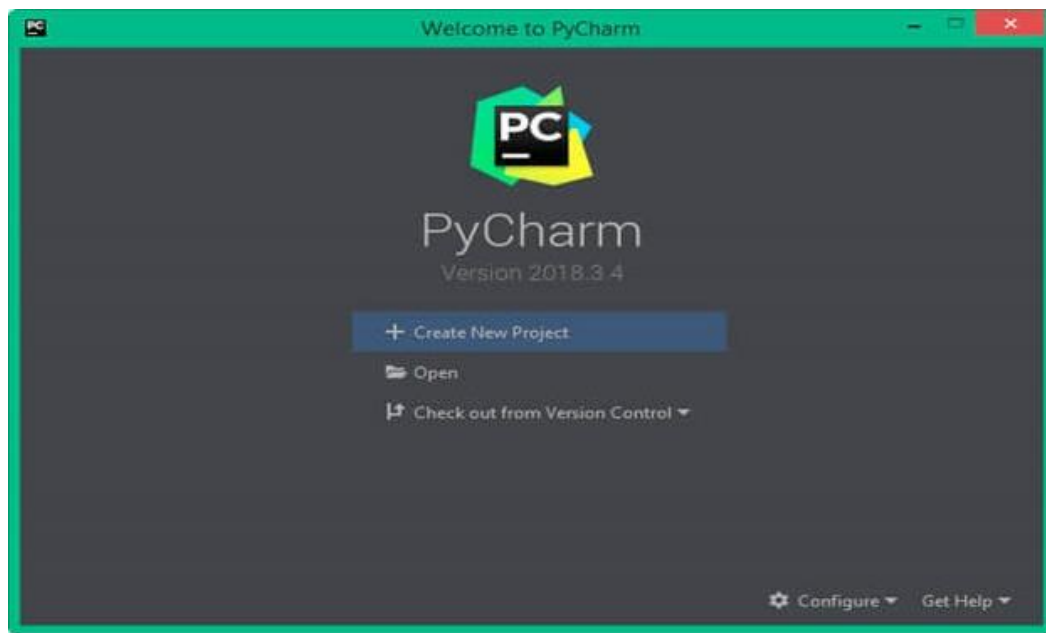 PC
Welcome to PyCharm
PC
PyCharm
Version 2018.3.4
Create New Project
Open
Check out from Version Control
Configure
Get Help